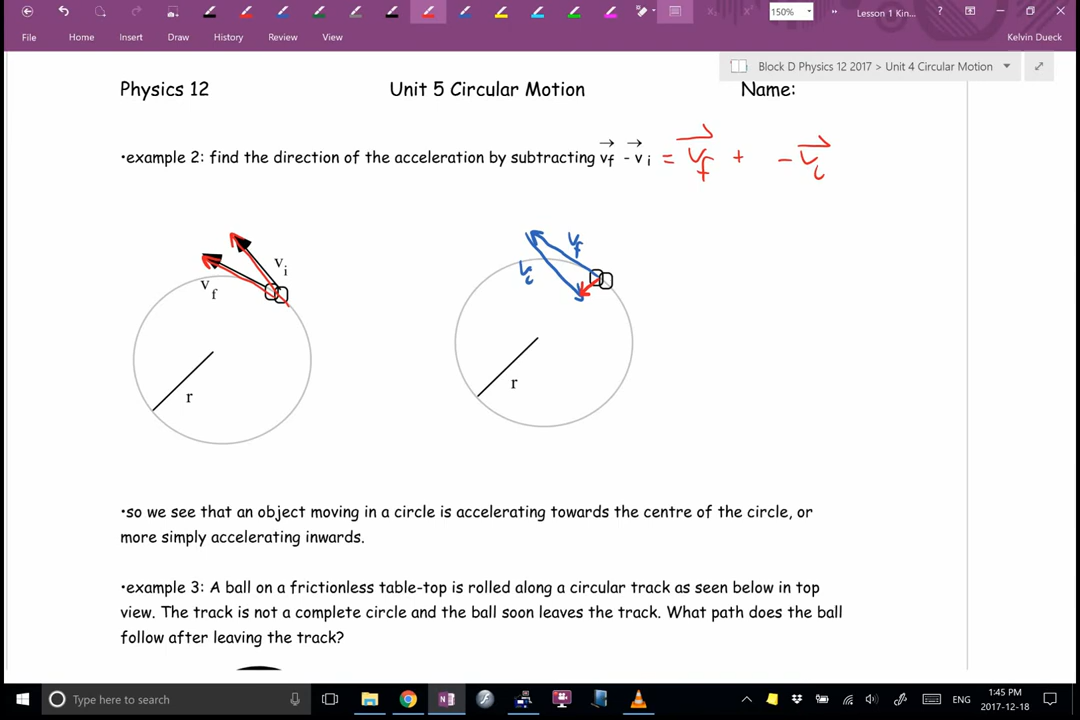 150%
Lesson 1 Kin...
?
File Home Insert Draw History Review View
Kelvin Dueck
Block D Physics 12 2017 > Unit 4 Circular Motion
Physics 12 Unit 5 Circular Motion Name:
•example 2: find the direction of the acceleration by subtracting vf - vi = vf + - vi
vi
vf
r
vf
vi
r
•so we see that an object moving in a circle is accelerating towards the centre of the circle, or
more simply accelerating inwards.
•example 3: A ball on a frictionless table-top is rolled along a circular track as seen below in top
view. The track is not a complete circle and the ball soon leaves the track. What path does the ball
follow after leaving the track?
Type here to search
ENG
1:45 PM
2017-12-18